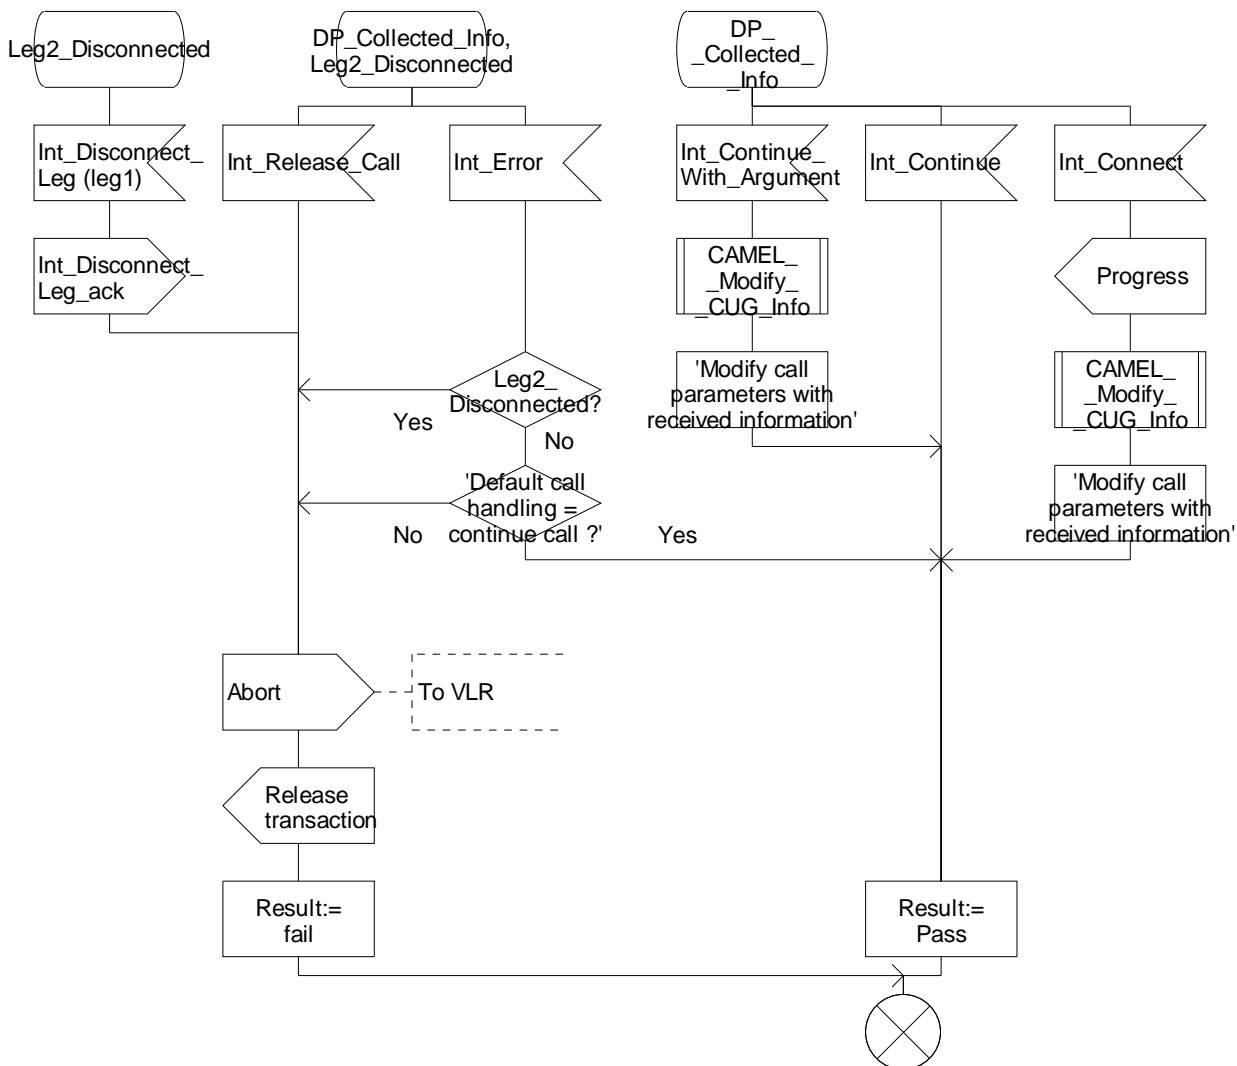 Leg2_Disconnected
DP_Collected_Info,
Leg2_Disconnected
DP_
_Collected_
_Info
Int_Disconnect_
Leg (leg1)
Int_Release_Call
Int_Error
Int_Continue_
With_Argument
Int_Continue
Int_Connect
Int_Disconnect_
Leg_ack
CAMEL_
_Modify_
_CUG_Info
Progress
Leg2_
Disconnected?
Yes
No
'Modify call
parameters with
received information'
CAMEL_
_Modify_
_CUG_Info
'Default call
handling =
continue call ?'
No
Yes
'Modify call
parameters with
received information'
Abort
To VLR
Release
transaction
Result:=
fail
Result:=
Pass